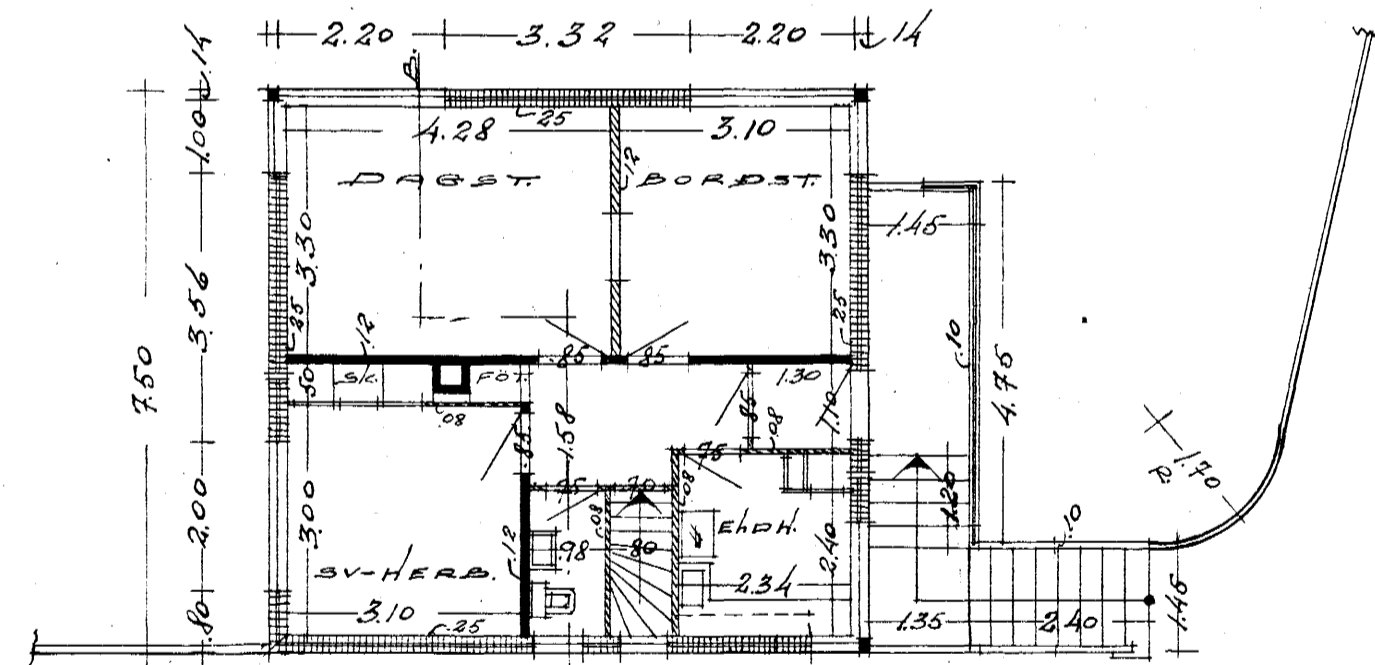 2.20 3.32 2.20 .14
.14
B.
1.00
.25
4.28 3.10
.12
DAGST. BORDST.
1.45
3.30 3.30
3.56
7.50
.25 .12 .25
.10
4.75
.85 .85
.50 SK. FÖT. 1.30
.08 .85 .08 1.10
.85 1.58
.75
R. 1.70
2.00
.75 .70
.08 1.20
3.00 .08 .10
ELDH.
.12 .98 .80 2.40
SV-HERB. 2.34
.80
3.10 1.35 2.40 1.45
.25